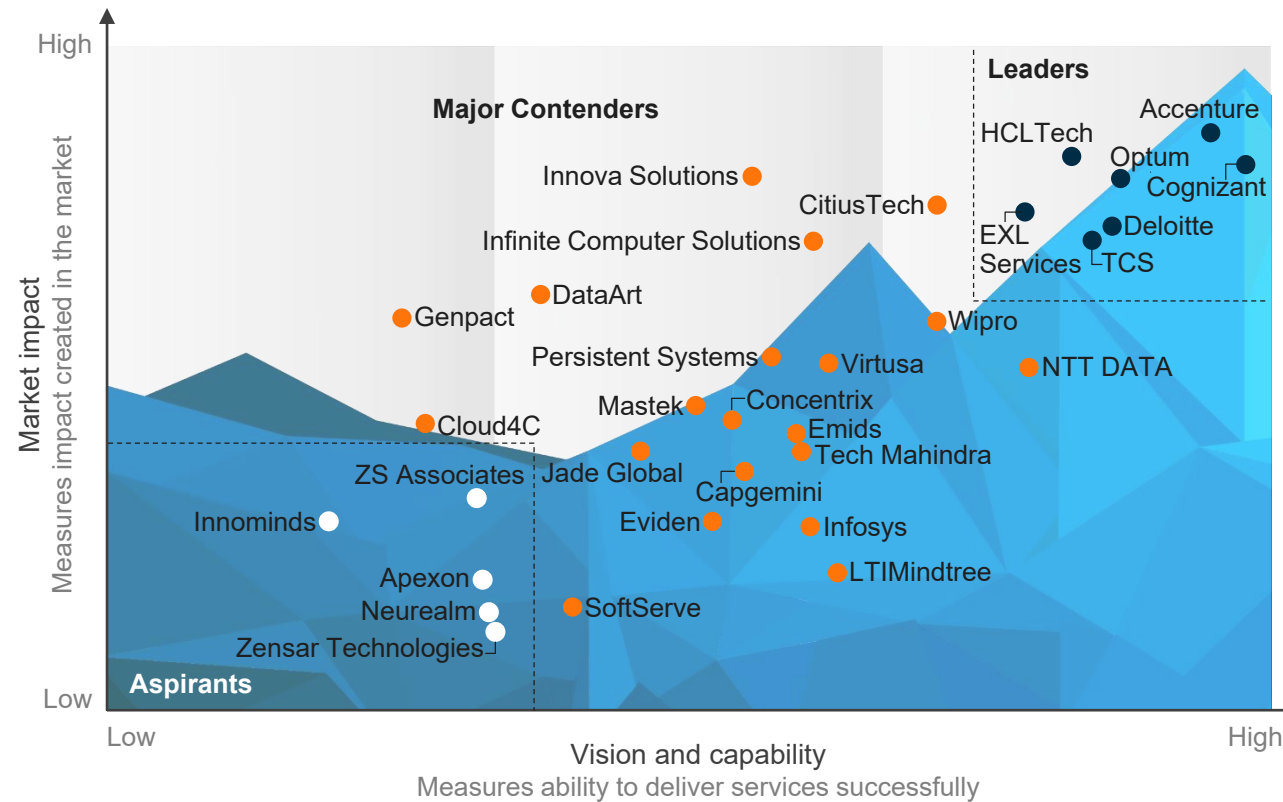 High
Leaders
Major Contenders
Accenture
HCLTech
Optum
Innova Solutions
Cognizant
CitiusTech
Deloitte
Infinite Computer Solutions
EXL
Services
TCS
DataArt
Genpact
Wipro
Persistent Systems
Virtusa
NTT DATA
Mastek
Concentrix
Cloud4C
Emids
Tech Mahindra
ZS Associates
Jade Global
Capgemini
Innominds
Eviden
Infosys
Apexon
LTIMindtree
Neurealm
SoftServe
Zensar Technologies
Aspirants
Market impact
Measures impact created in the market
Low
Low
High
Vision and capability
Measures ability to deliver services successfully